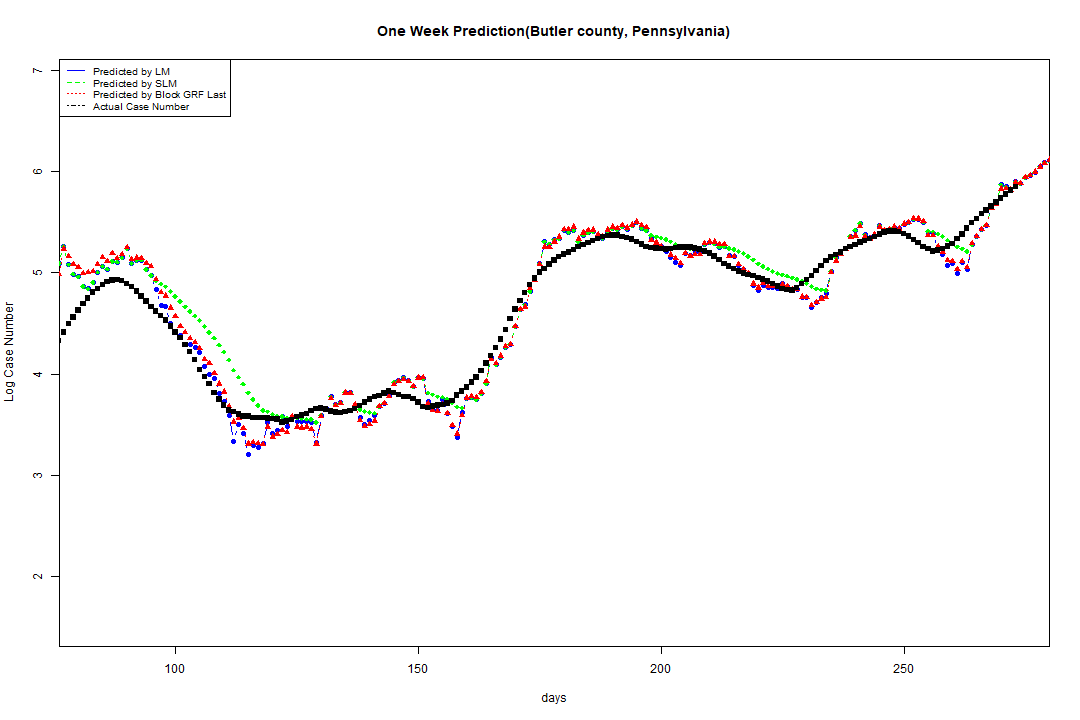 One Week Prediction(Butler county, Pennsylvania)
Predicted by LM
Predicted by SLM
Predicted by Block GRF Last
Actual Case Number
7
6
5
4
3
2
Log Case Number
100 150 200 250
days